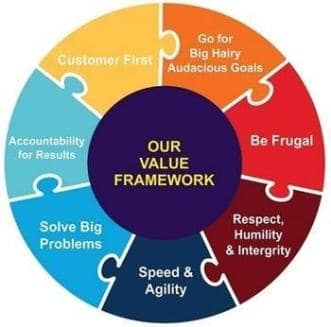 OUR
VALUE
FRAMEWORK
Go for
Big Hairy
Audacious Goals
Be Frugal
Respect,
Humility
& Intergrity
Speed &
Agility
Solve Big
Problems
Accountability
for Results
Customer First